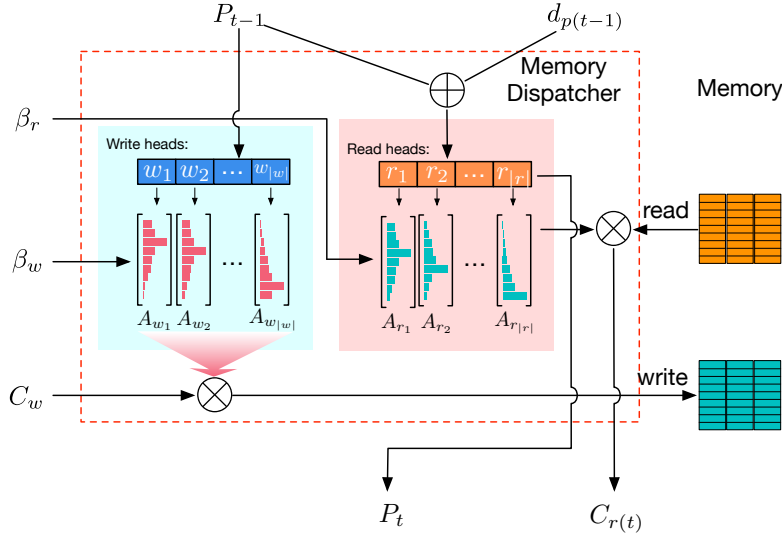 P_{t-1}
d_{p(t-1)}
Memory
Dispatcher
Memory
β_r
Write heads:
Read heads:
w_1 w_2 ... w_{|w|}
r_1 r_2 ... r_{|r|}
read
β_w
...
...
A_{w_1} A_{w_2} A_{w_{|w|}}
A_{r_1} A_{r_2} A_{r_{|r|}}
write
C_w
P_t
C_{r(t)}